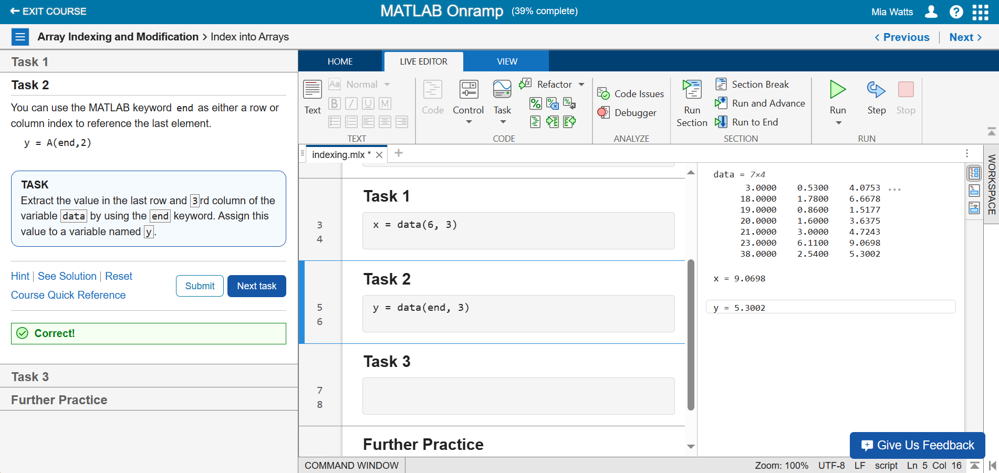 EXIT COURSE
MATLAB Onramp (39% complete)
Mia Watts
Array Indexing and Modification > Index into Arrays
Previous
Next
Task 1
Task 2
You can use the MATLAB keyword end as either a row or
column index to reference the last element.
y = A(end,2)
TASK
Extract the value in the last row and 3rd column of the
variable data by using the end keyword. Assign this
value to a variable named y.
Hint | See Solution | Reset
Course Quick Reference
Submit
Next task
Correct!
Task 3
Further Practice
HOME
LIVE EDITOR
VIEW
Text
Aa Normal
B I U M
TEXT
Code
Control
Task
Refactor
CODE
Code Issues
Debugger
ANALYZE
Run
Section
Section Break
Run and Advance
Run to End
SECTION
Run
Step
Stop
RUN
indexing.mlx *
Task 1
3 x = data(6, 3)
4
Task 2
5 y = data(end, 3)
6
Task 3
7
8
Further Practice
data = 7×4
3.0000 0.5300 4.0753 ...
18.0000 1.7800 6.6678
19.0000 0.8600 1.5177
20.0000 1.6000 3.6375
21.0000 3.0000 4.7243
23.0000 6.1100 9.0698
38.0000 2.5400 5.3002
x = 9.0698
y = 5.3002
WORKSPACE
Give Us Feedback
COMMAND WINDOW
Zoom: 100% UTF-8 LF script Ln 5 Col 16